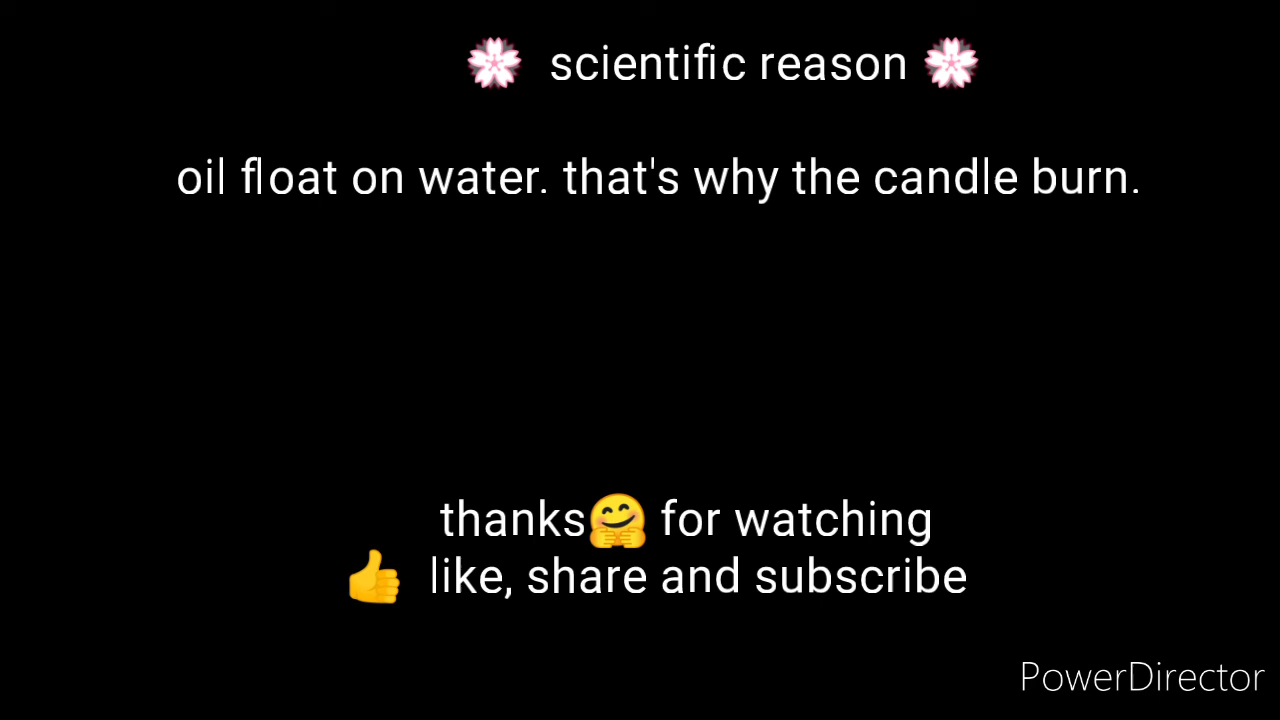 🌸 scientific reason 🌸
oil float on water. that's why the candle burn.
thanks🤗 for watching
👍 like, share and subscribe
PowerDirector